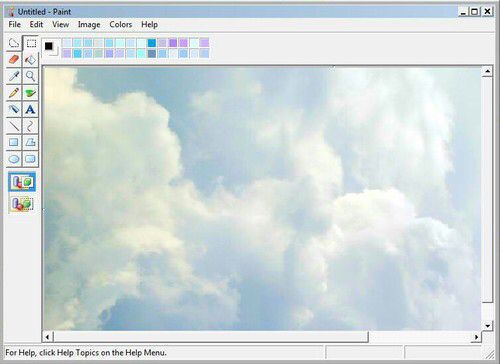 Untitled - Paint
File Edit View Image Colors Help
A
For Help, click Help Topics on the Help Menu.